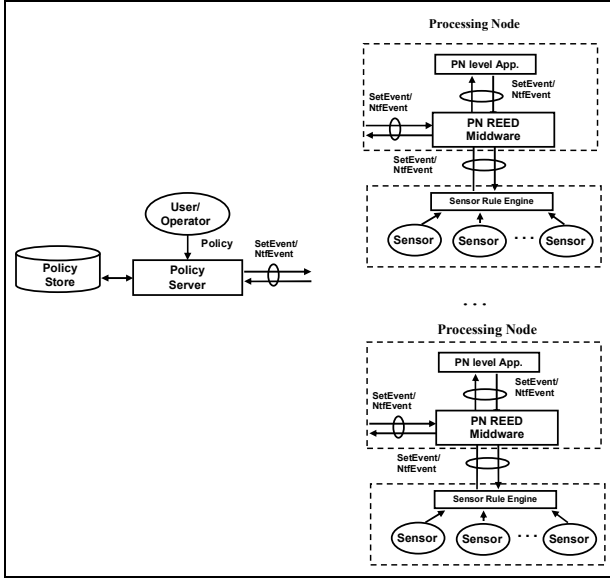 Processing Node
PN level App.
SetEvent/
NtfEvent
SetEvent/
NtfEvent
PN REED
Middware
SetEvent/
NtfEvent
Sensor Rule Engine
Sensor
Sensor
. . .
Sensor
User/
Operator
Policy
SetEvent/
NtfEvent
Policy
Store
Policy
Server
. . .
Processing Node
PN level App.
SetEvent/
NtfEvent
SetEvent/
NtfEvent
PN REED
Middware
SetEvent/
NtfEvent
Sensor Rule Engine
Sensor
Sensor
. . .
Sensor